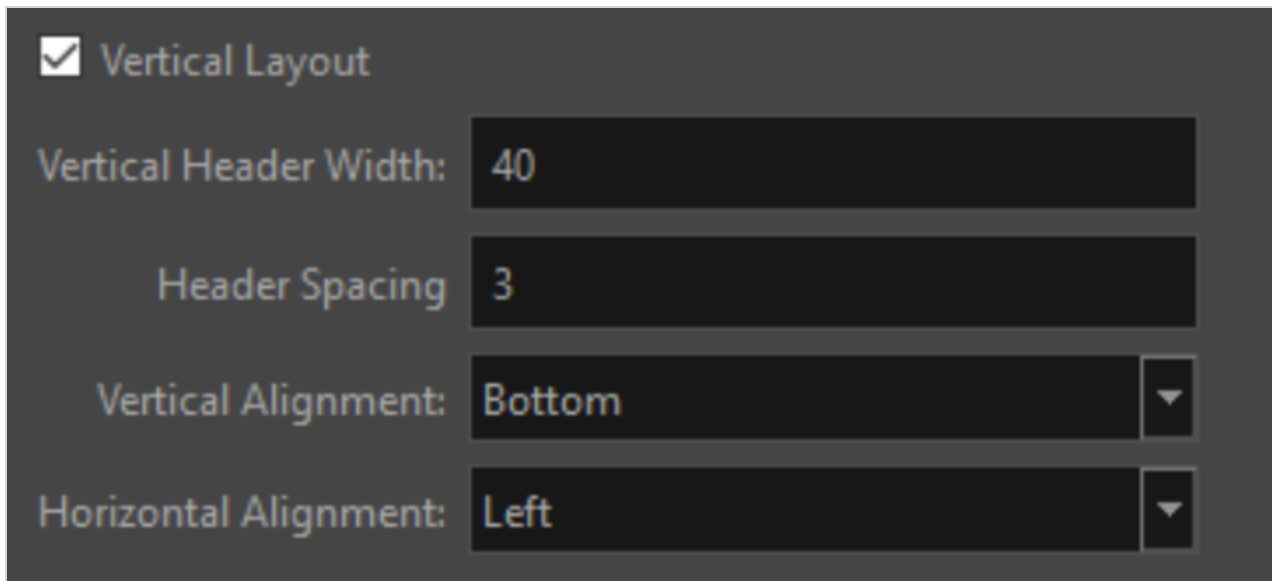 Vertical Layout
Vertical Header Width: 40
Header Spacing 3
Vertical Alignment: Bottom
Horizontal Alignment: Left